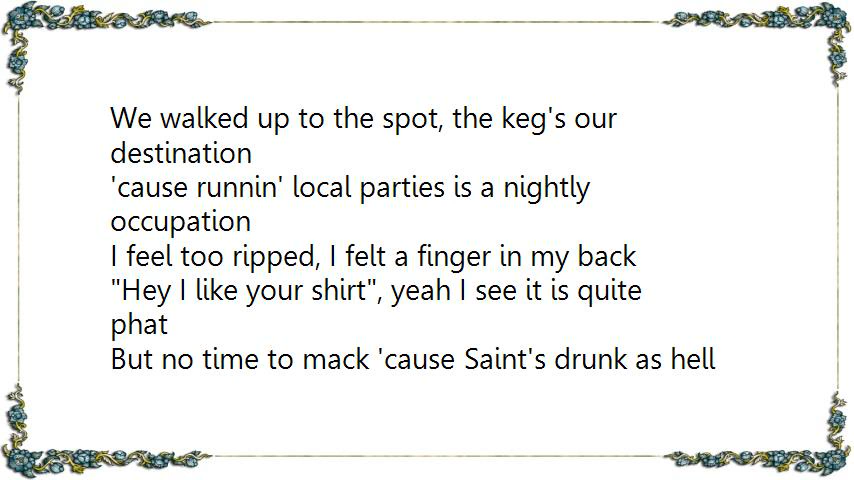 We walked up to the spot, the keg's our
destination
'cause runnin' local parties is a nightly
occupation
I feel too ripped, I felt a finger in my back
"Hey I like your shirt", yeah I see it is quite
phat
But no time to mack 'cause Saint's drunk as hell